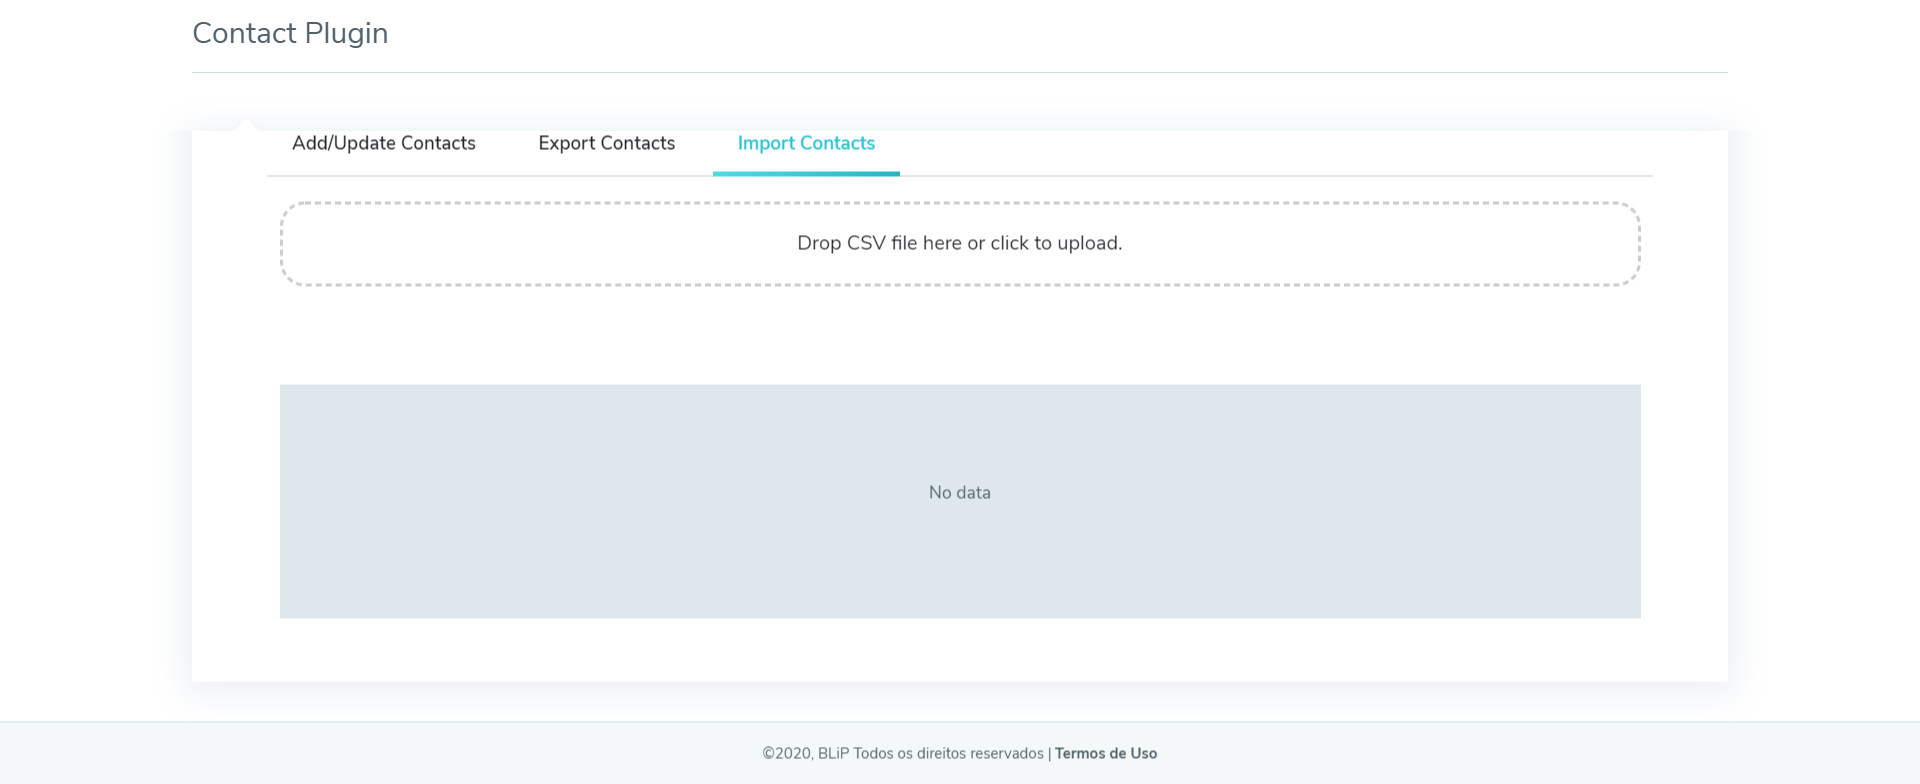 Contact Plugin
Add/Update Contacts Export Contacts Import Contacts
Drop CSV file here or click to upload.
No data
©2020, BLiP Todos os direitos reservados | Termos de Uso